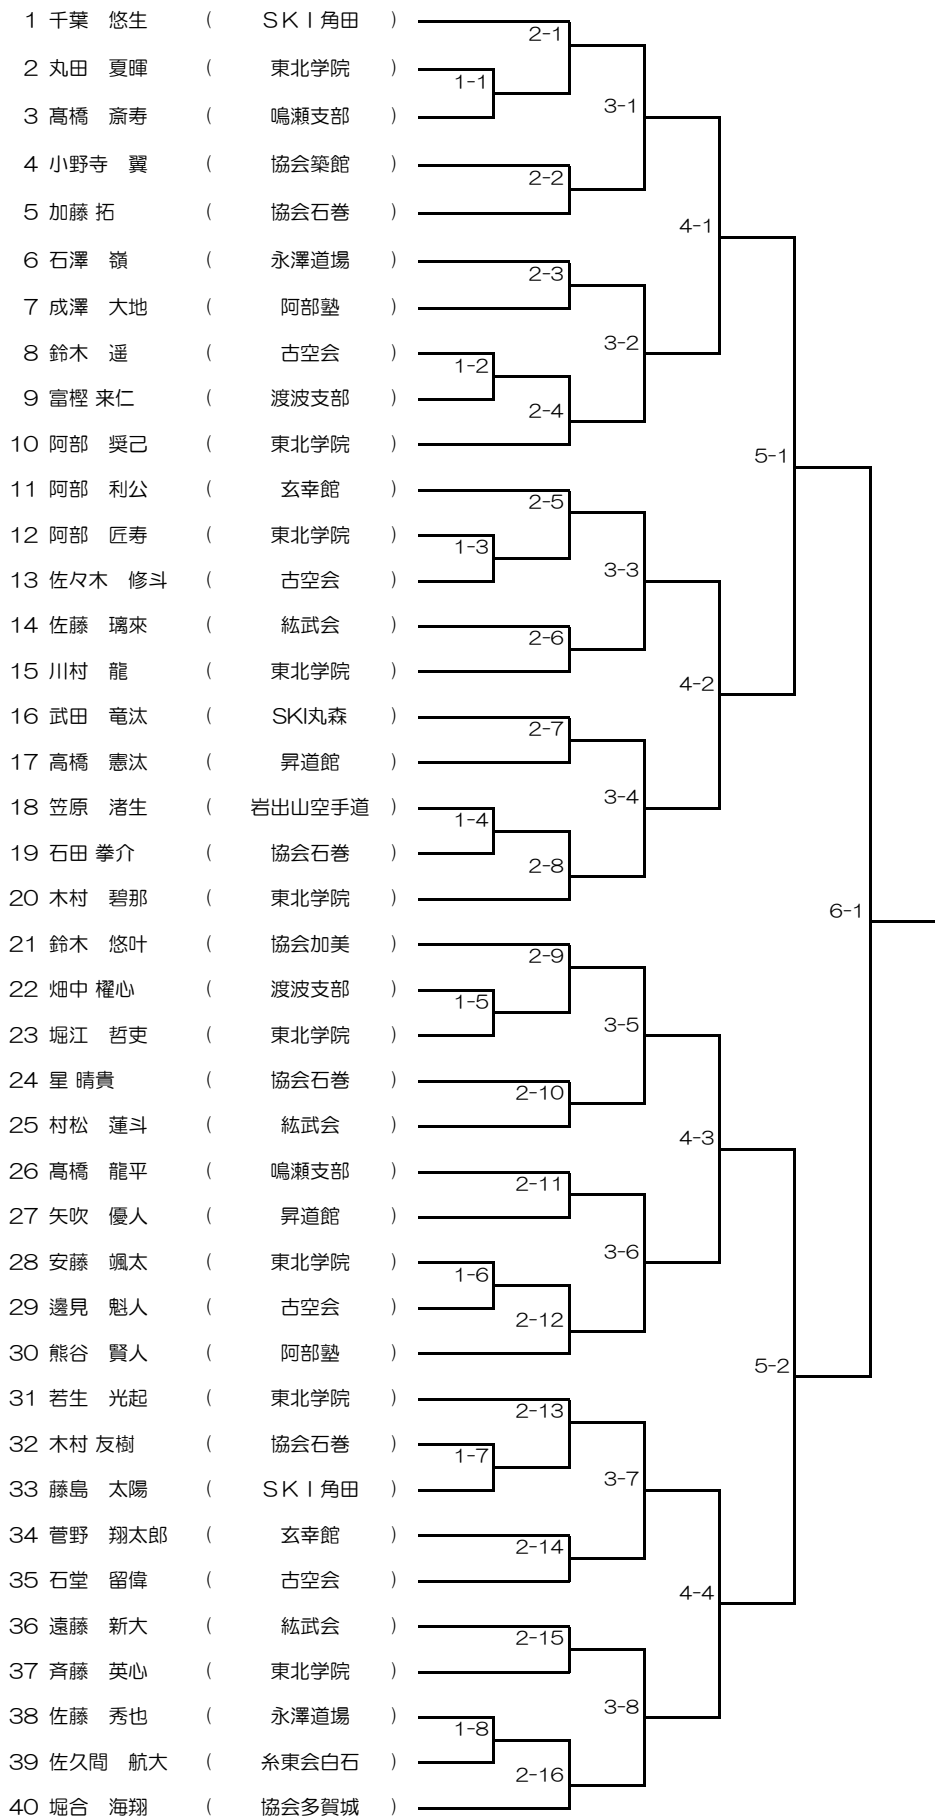 1 千葉　悠生 ( ＳＫＩ角田 )
2-1
2 丸田　夏暉 ( 東北学院 )
1-1
3 髙橋　斎寿 ( 鳴瀬支部 )
3-1
4 小野寺　翼 ( 協会築館 )
2-2
5 加藤 拓 ( 協会石巻 )
4-1
6 石澤　嶺 ( 永澤道場 )
2-3
7 成澤　大地 ( 阿部塾 )
3-2
8 鈴木　遥 ( 古空会 )
1-2
9 富樫 来仁 ( 渡波支部 )
2-4
10 阿部　奨己 ( 東北学院 )
5-1
11 阿部　利公 ( 玄幸館 )
2-5
12 阿部　匠寿 ( 東北学院 )
1-3
13 佐々木　修斗 ( 古空会 )
3-3
14 佐藤　璃來 ( 紘武会 )
2-6
15 川村　龍 ( 東北学院 )
4-2
16 武田　竜汰 ( SKI丸森 )
2-7
17 高橋　憲汰 ( 昇道館 )
3-4
18 笠原　渚生 ( 岩出山空手道 )
1-4
19 石田 拳介 ( 協会石巻 )
2-8
20 木村　碧那 ( 東北学院 )
6-1
21 鈴木　悠叶 ( 協会加美 )
2-9
22 畑中 櫂心 ( 渡波支部 )
1-5
23 堀江　哲吏 ( 東北学院 )
3-5
24 星 晴貴 ( 協会石巻 )
2-10
25 村松　蓮斗 ( 紘武会 )
4-3
26 髙橋　龍平 ( 鳴瀬支部 )
2-11
27 矢吹　優人 ( 昇道館 )
3-6
28 安藤　颯太 ( 東北学院 )
1-6
29 邊見　魁人 ( 古空会 )
2-12
30 熊谷　賢人 ( 阿部塾 )
5-2
31 若生　光起 ( 東北学院 )
2-13
32 木村 友樹 ( 協会石巻 )
1-7
33 藤島　太陽 ( ＳＫＩ角田 )
3-7
34 菅野　翔太郎 ( 玄幸館 )
2-14
35 石堂　留偉 ( 古空会 )
4-4
36 遠藤　新大 ( 紘武会 )
2-15
37 斉藤　英心 ( 東北学院 )
3-8
38 佐藤　秀也 ( 永澤道場 )
1-8
39 佐久間　航大 ( 糸東会白石 )
2-16
40 堀合　海翔 ( 協会多賀城 )